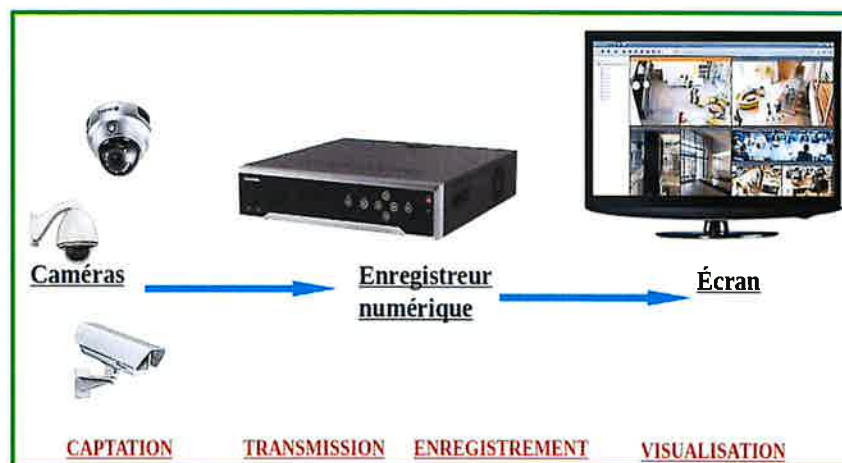 Caméras
Enregistreur
numérique
Écran
CAPTATION
TRANSMISSION
ENREGISTREMENT
VISUALISATION